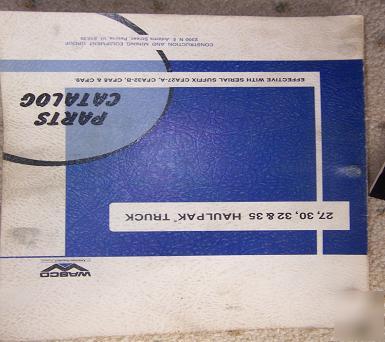 WABCO
27, 30, 32 & 35 HAULPAK TRUCK
PARTS
CATALOG
EFFECTIVE WITH SERIAL SUFFIX CFA27-A, CFA32-B, CFA8 & CFA9-
CONSTRUCTION AND MINING EQUIPMENT GROUP
2300 N.E. Adams Street, Peoria, Ill. 61639